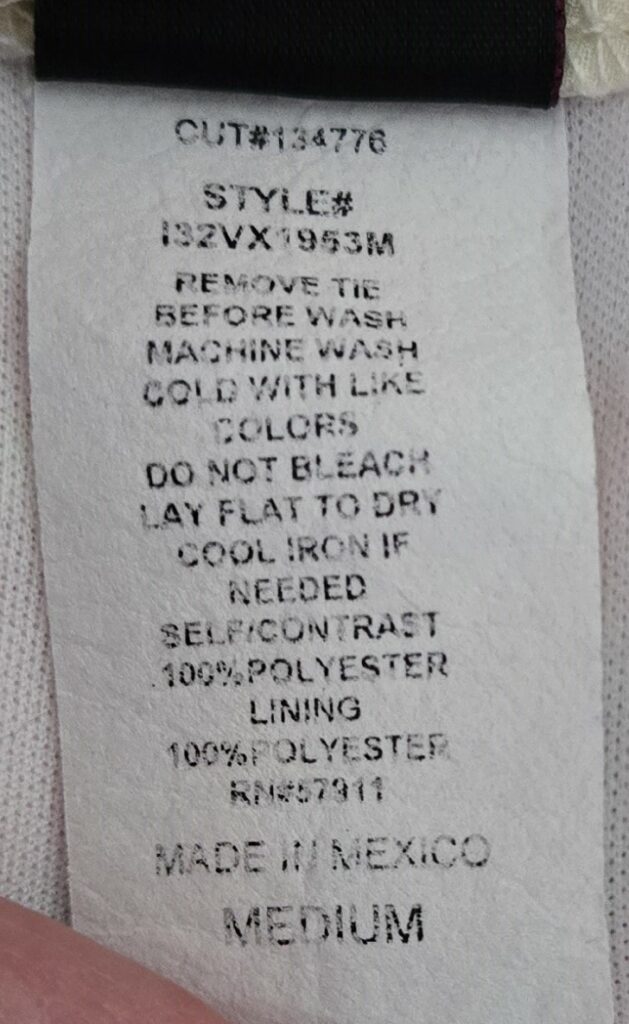 CUT#134776
STYLE#
I32VX1953M
REMOVE TIE
BEFORE WASH
MACHINE WASH
COLD WITH LIKE
COLORS
DO NOT BLEACH
LAY FLAT TO DRY
COOL IRON IF
NEEDED
SELF/CONTRAST
100%POLYESTER
LINING
100%POLYESTER
RN#57911
MADE IN MEXICO
MEDIUM